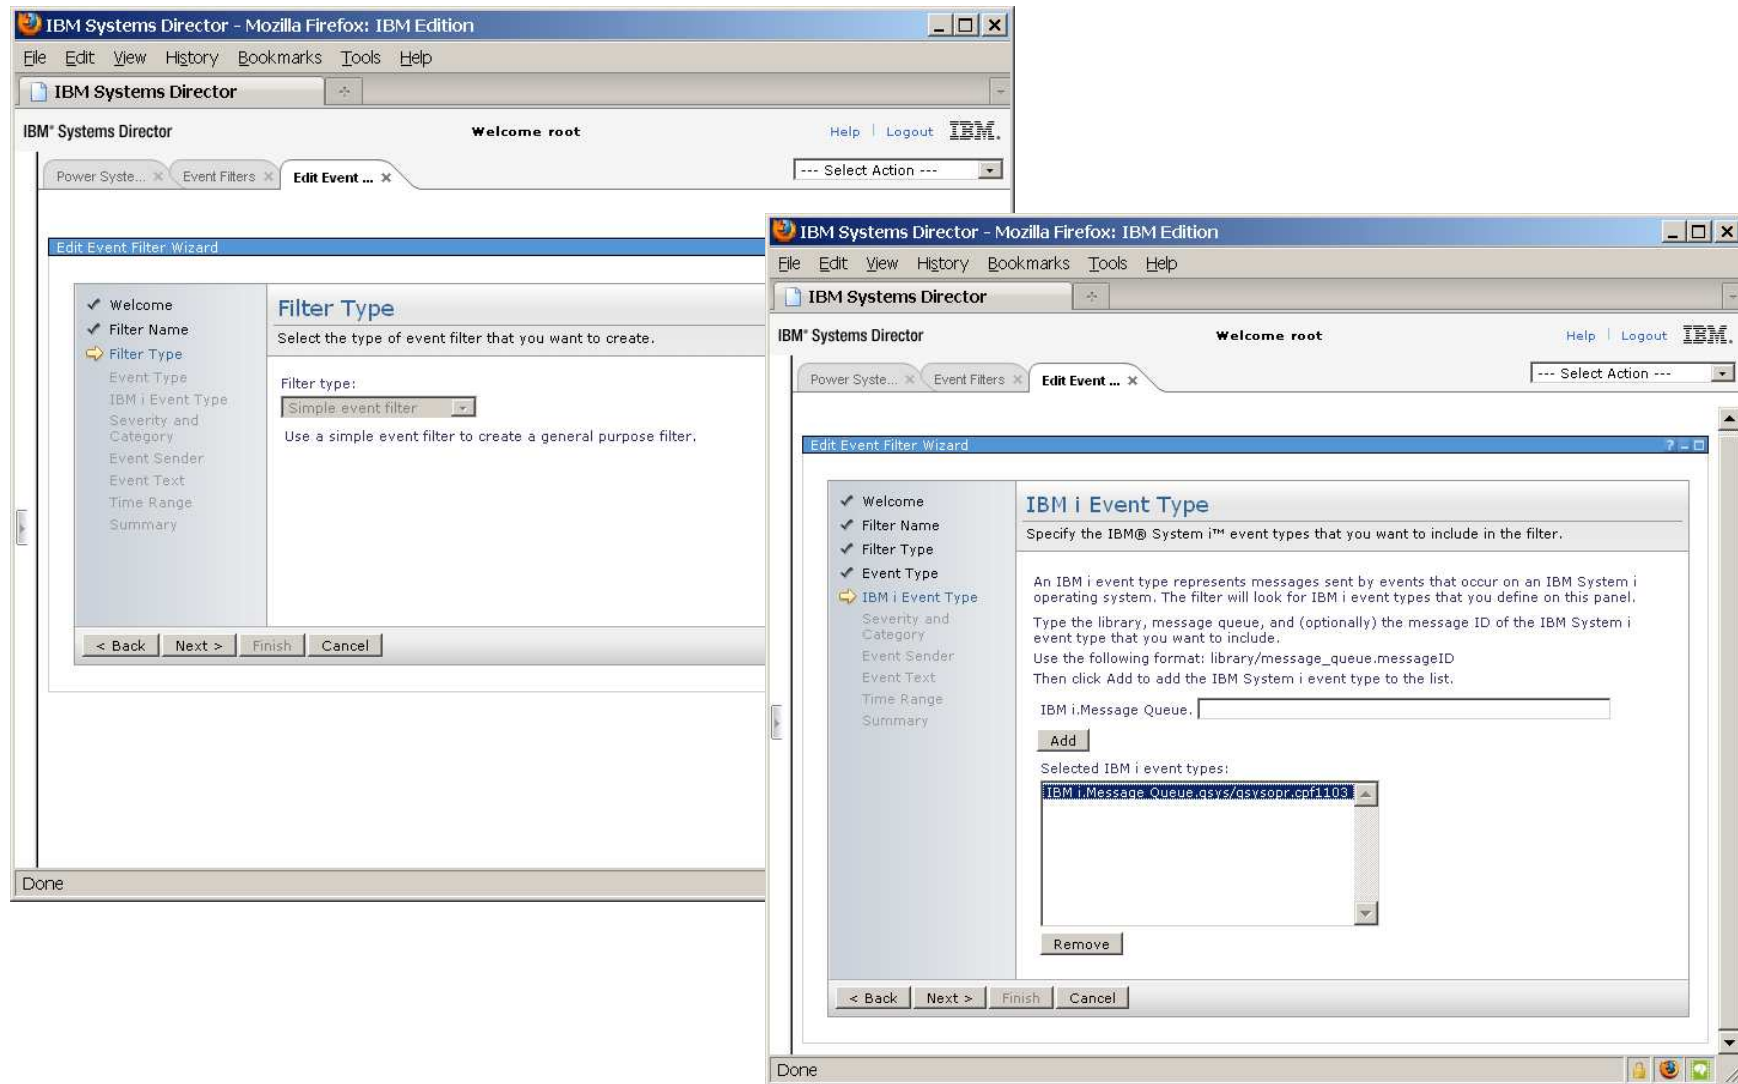 IBM Systems Director - Mozilla Firefox: IBM Edition
File Edit View History Bookmarks Tools Help
IBM Systems Director
IBM® Systems Director Welcome root Help Logout IBM.
Power Syste... Event Filters Edit Event ... --- Select Action ---
Edit Event Filter Wizard
Welcome
Filter Name
Filter Type
Event Type
IBM i Event Type
Severity and
Category
Event Sender
Event Text
Time Range
Summary
Filter Type
Select the type of event filter that you want to create.
Filter type:
Simple event filter
Use a simple event filter to create a general purpose filter.
< Back Next > Finish Cancel
Done
IBM Systems Director - Mozilla Firefox: IBM Edition
File Edit View History Bookmarks Tools Help
IBM Systems Director
IBM® Systems Director Welcome root Help Logout IBM.
Power Syste... Event Filters Edit Event ... --- Select Action ---
Edit Event Filter Wizard
Welcome
Filter Name
Filter Type
Event Type
IBM i Event Type
Severity and
Category
Event Sender
Event Text
Time Range
Summary
IBM i Event Type
Specify the IBM® System i™ event types that you want to include in the filter.
An IBM i event type represents messages sent by events that occur on an IBM System i
operating system. The filter will look for IBM i event types that you define on this panel.
Type the library, message queue, and (optionally) the message ID of the IBM System i
event type that you want to include.
Use the following format: library/message_queue.messageID
Then click Add to add the IBM System i event type to the list.
IBM i.Message Queue.
Add
Selected IBM i event types:
IBM i.Message Queue.qsys/qsysopr.cpf1103
Remove
< Back Next > Finish Cancel
Done